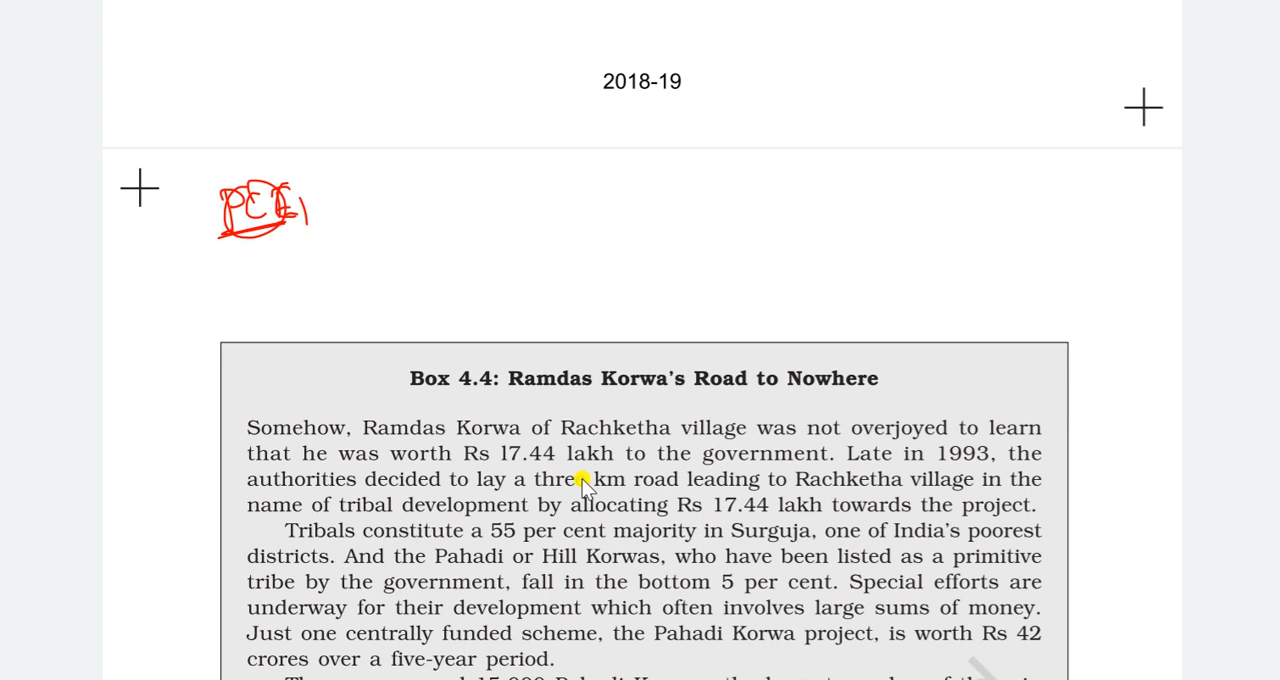 2018-19
Box 4.4: Ramdas Korwa's Road to Nowhere
Somehow, Ramdas Korwa of Rachketha village was not overjoyed to learn
that he was worth Rs 17.44 lakh to the government. Late in 1993, the
authorities decided to lay a three km road leading to Rachketha village in the
name of tribal development by allocating Rs 17.44 lakh towards the project.
Tribals constitute a 55 per cent majority in Surguja, one of India's poorest
districts. And the Pahadi or Hill Korwas, who have been listed as a primitive
tribe by the government, fall in the bottom 5 per cent. Special efforts are
underway for their development which often involves large sums of money.
Just one centrally funded scheme, the Pahadi Korwa project, is worth Rs 42
crores over a five-year period.